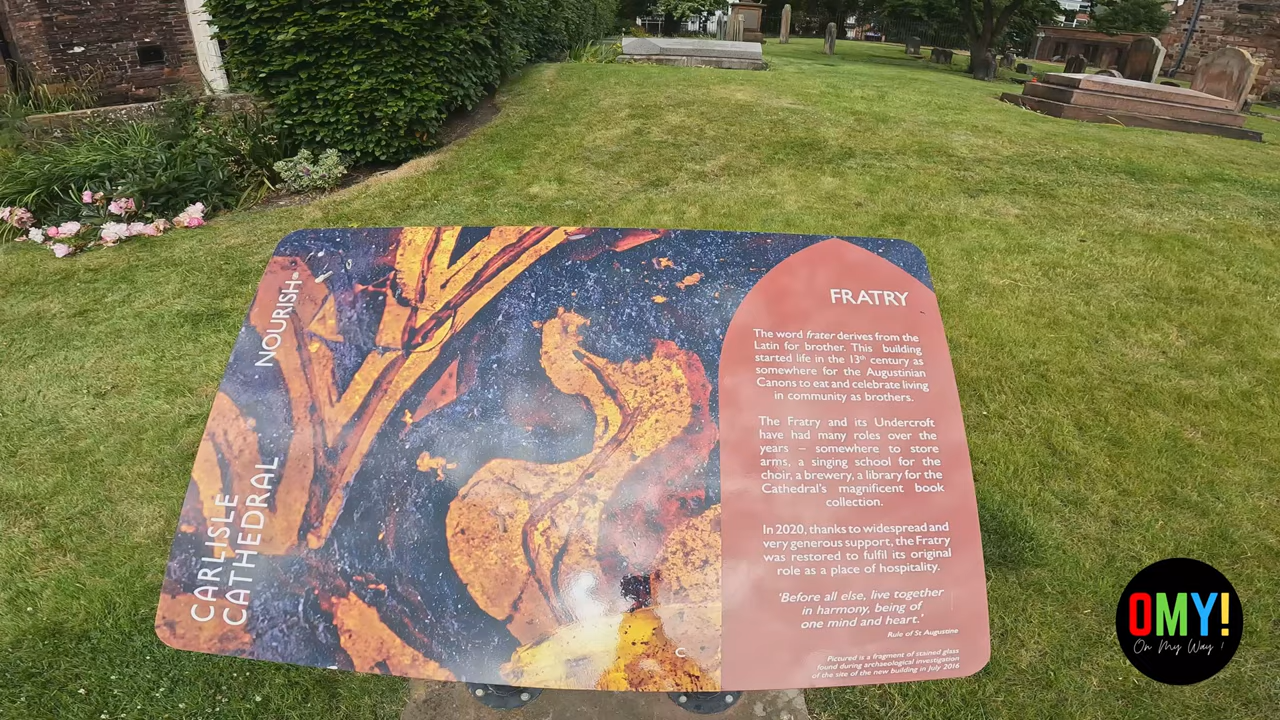 NOURISH
CARLISLE
CATHEDRAL
FRATRY
The word frater derives from the
Latin for brother. This building
started life in the 13th century as
somewhere for the Augustinian
Canons to eat and celebrate living
in community as brothers.
The Fratry and its Undercroft
have had many roles over the
years – somewhere to store
arms, a singing school for the
choir, a brewery, a library for the
Cathedral's magnificent book
collection.
In 2020, thanks to widespread and
very generous support, the Fratry
was restored to fulfil its original
role as a place of hospitality.
'Before all else, live together
in harmony, being of
one mind and heart.'
Rule of St Augustine
Pictured is a fragment of stained glass
found during archaeological investigation
of the site of the new building in July 2016
OMY!
On My Way !